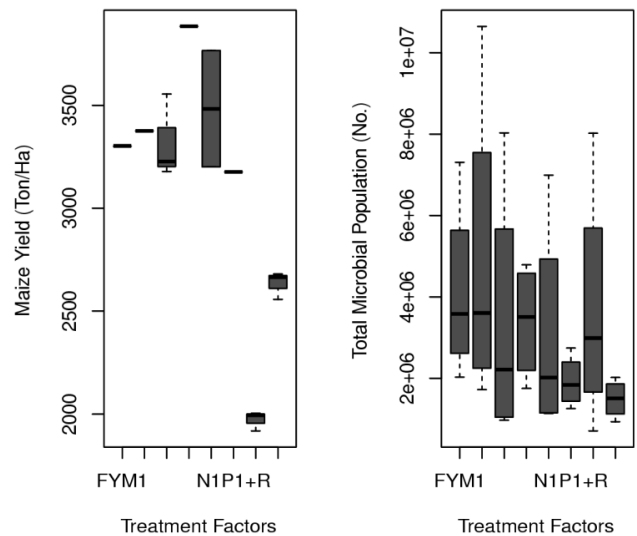 Maize Yield (Ton/Ha)
3500
3000
2500
2000
FYM1 N1P1+R
Treatment Factors
Total Microbial Population (No.)
1e+07
8e+06
6e+06
4e+06
2e+06
FYM1 N1P1+R
Treatment Factors